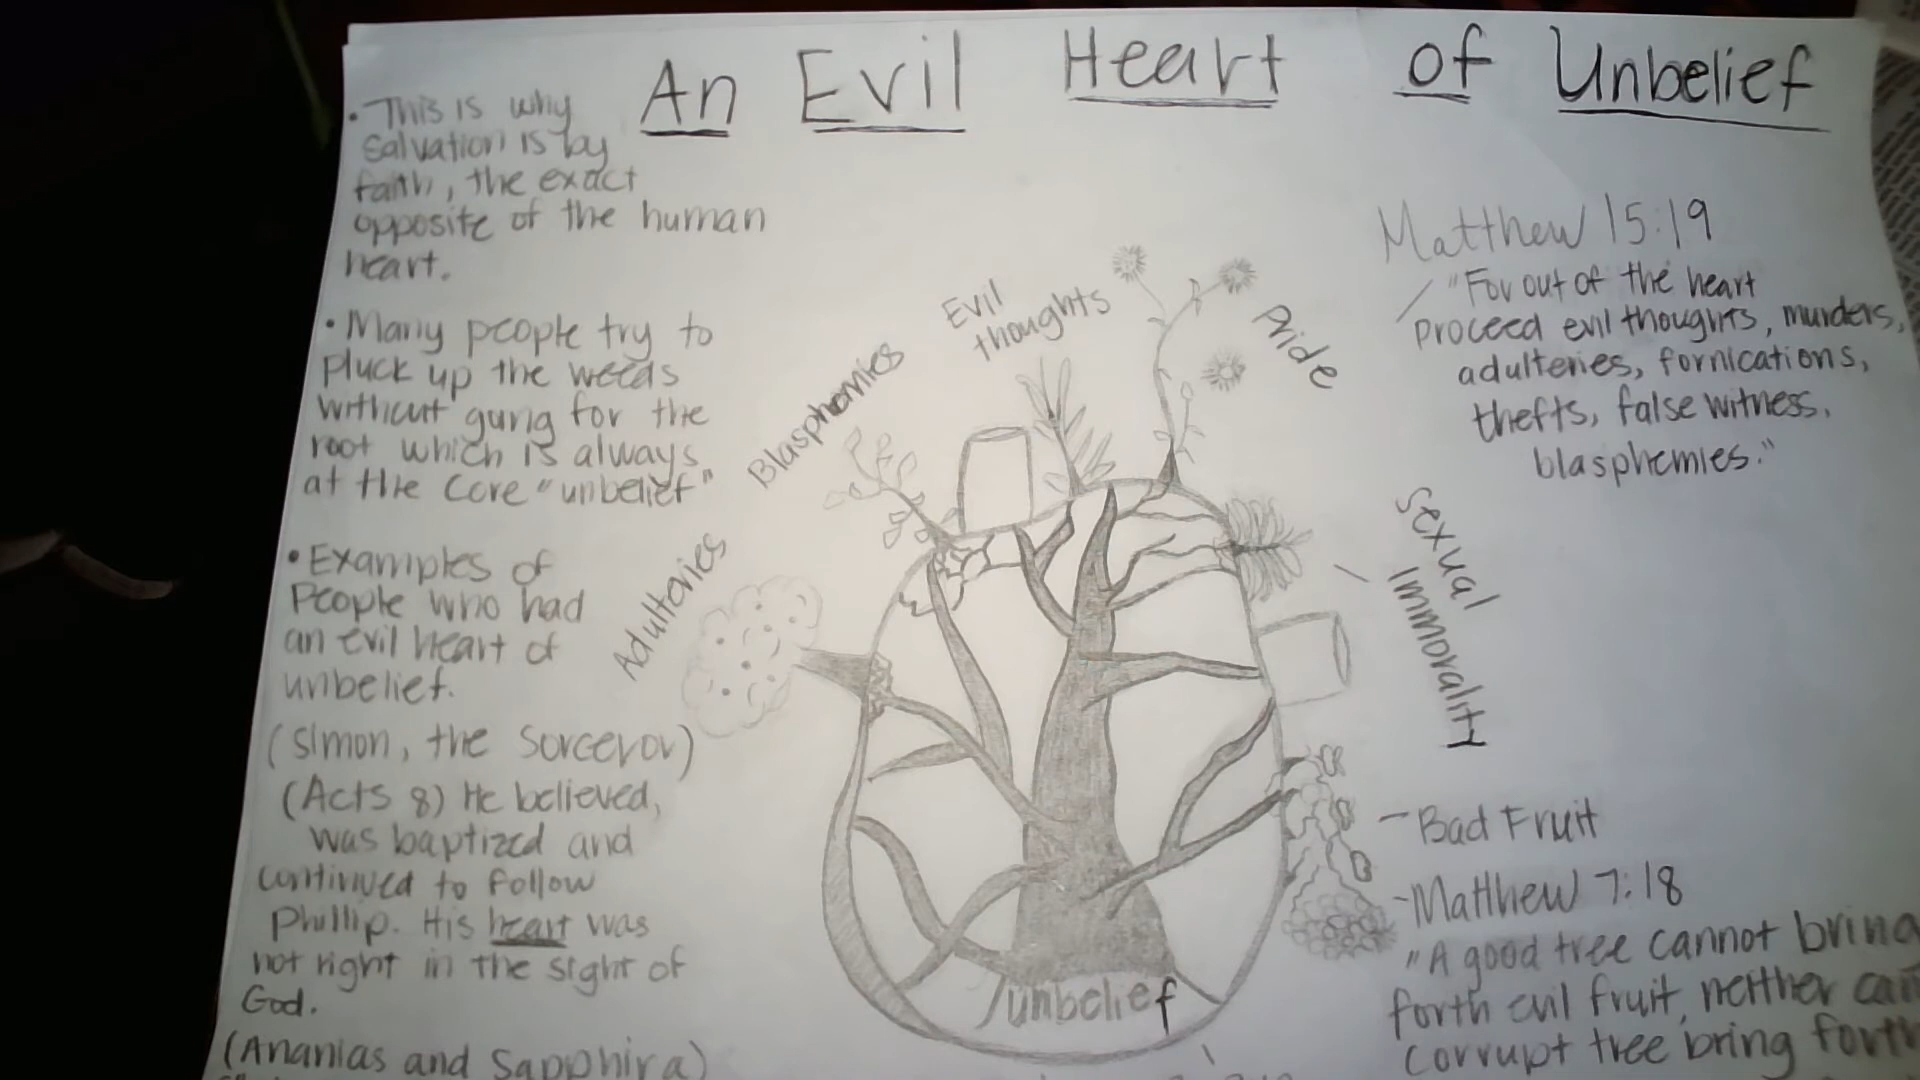 An Evil Heart of Unbelief
• This is why
salvation is by
faith, the exact
opposite of the human
heart.
• Many people try to
pluck up the weeds
without gung for the
root which is always
at the core "unbelief"
• Examples of
People who had
an evil heart of
unbelief.
(simon, the Sorceror)
(Acts 8) He believed,
was baptized and
continued to follow
Phillip. His heart was
not right in the sight of
God.
(Ananias and Sapphira)
Adulteries
Blasphemies
Evil
thoughts
Pride
Sexual
Immorality
unbelief
Matthew 15:19
"For out of the heart
proceed evil thoughts, murders,
adulteries, fornications,
thefts, false witness,
blasphemies."
- Bad Fruit
- Matthew 7:18
"A good tree cannot bring
forth evil fruit, neither can
corrupt tree bring forth